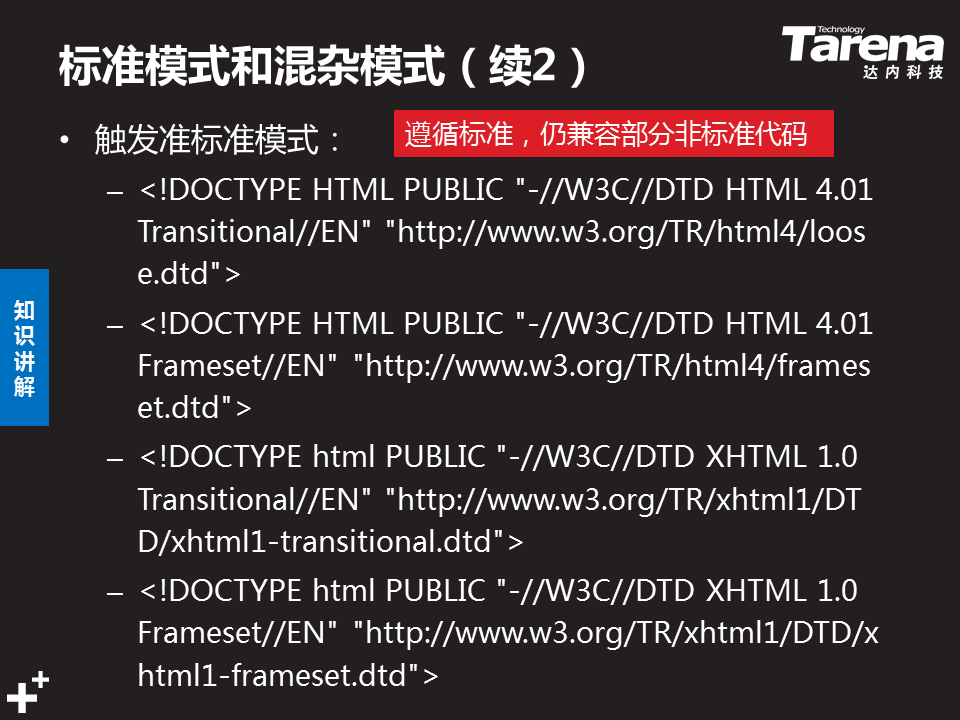 标准模式和混杂模式（续2）
Technology
Tarena
达内科技
• 触发准标准模式：
遵循标准，仍兼容部分非标准代码
– <!DOCTYPE HTML PUBLIC "-//W3C//DTD HTML 4.01
Transitional//EN" "http://www.w3.org/TR/html4/loos
e.dtd">
– <!DOCTYPE HTML PUBLIC "-//W3C//DTD HTML 4.01
Frameset//EN" "http://www.w3.org/TR/html4/frames
et.dtd">
– <!DOCTYPE html PUBLIC "-//W3C//DTD XHTML 1.0
Transitional//EN" "http://www.w3.org/TR/xhtml1/DT
D/xhtml1-transitional.dtd">
– <!DOCTYPE html PUBLIC "-//W3C//DTD XHTML 1.0
Frameset//EN" "http://www.w3.org/TR/xhtml1/DTD/x
html1-frameset.dtd">
知
识
讲
解